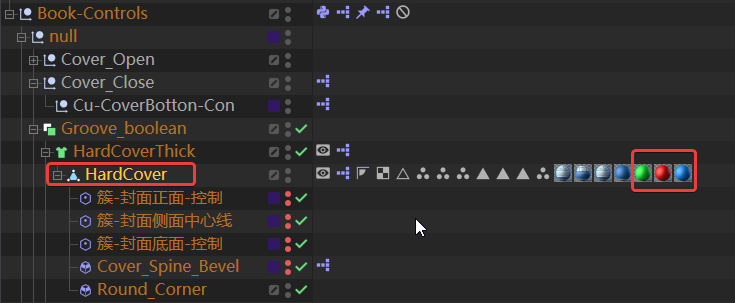 Book-Controls
null
Cover_Open
Cover_Close
Cu-CoverBotton-Con
Groove_boolean
HardCoverThick
HardCover
簇-封面正面-控制
簇-封面侧面中心线
簇-封面底面-控制
Cover_Spine_Bevel
Round_Corner